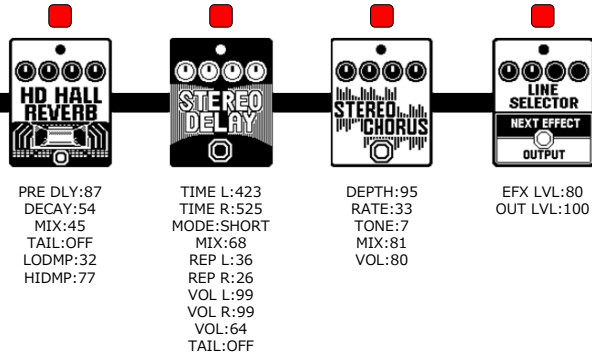 HD HALL
REVERB
PRE DLY:87
DECAY:54
MIX:45
TAIL:OFF
LODMP:32
HIDMP:77
STEREO
DELAY
TIME L:423
TIME R:525
MODE:SHORT
MIX:68
REP L:36
REP R:26
VOL L:99
VOL R:99
VOL:64
TAIL:OFF
STEREO
CHORUS
DEPTH:95
RATE:33
TONE:7
MIX:81
VOL:80
LINE
SELECTOR
NEXT EFFECT
OUTPUT
EFX LVL:80
OUT LVL:100